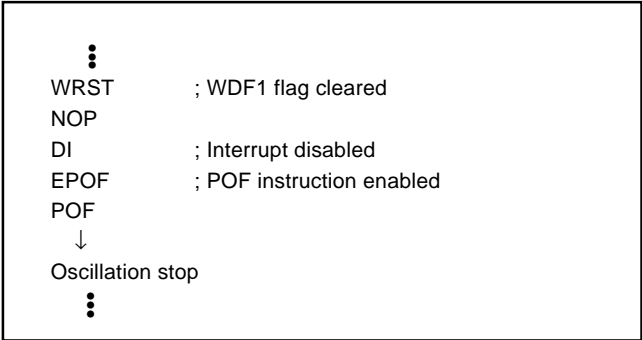 WRST ; WDF1 flag cleared
NOP
DI ; Interrupt disabled
EPOF ; POF instruction enabled
POF
↓
Oscillation stop